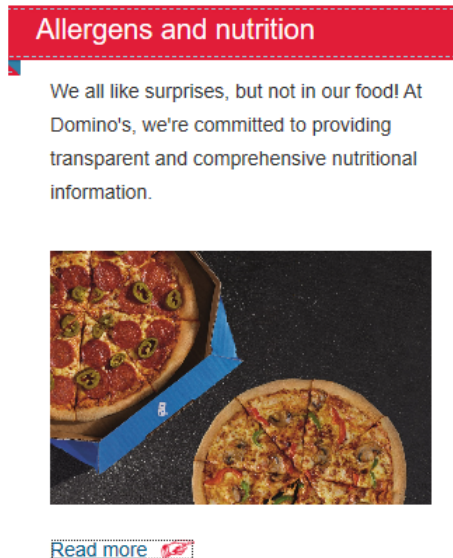 Allergens and nutrition
We all like surprises, but not in our food! At
Domino's, we're committed to providing
transparent and comprehensive nutritional
information.
Read more